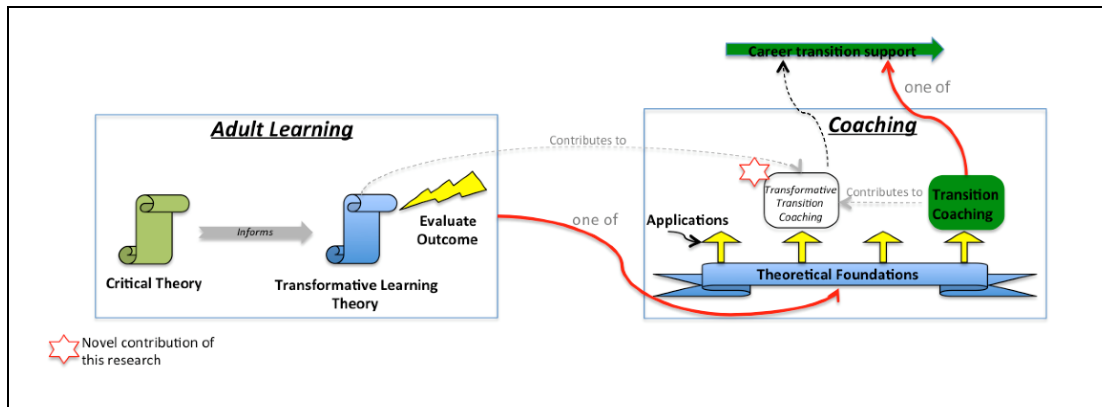 Career transition support
one of
Adult Learning
Coaching
Contributes to
Transformative
Transition
Coaching
Contributes to
Transition
Coaching
Evaluate
Outcome
one of
Applications
Informs
Critical Theory
Transformative Learning
Theory
Theoretical Foundations
Novel contribution of
this research